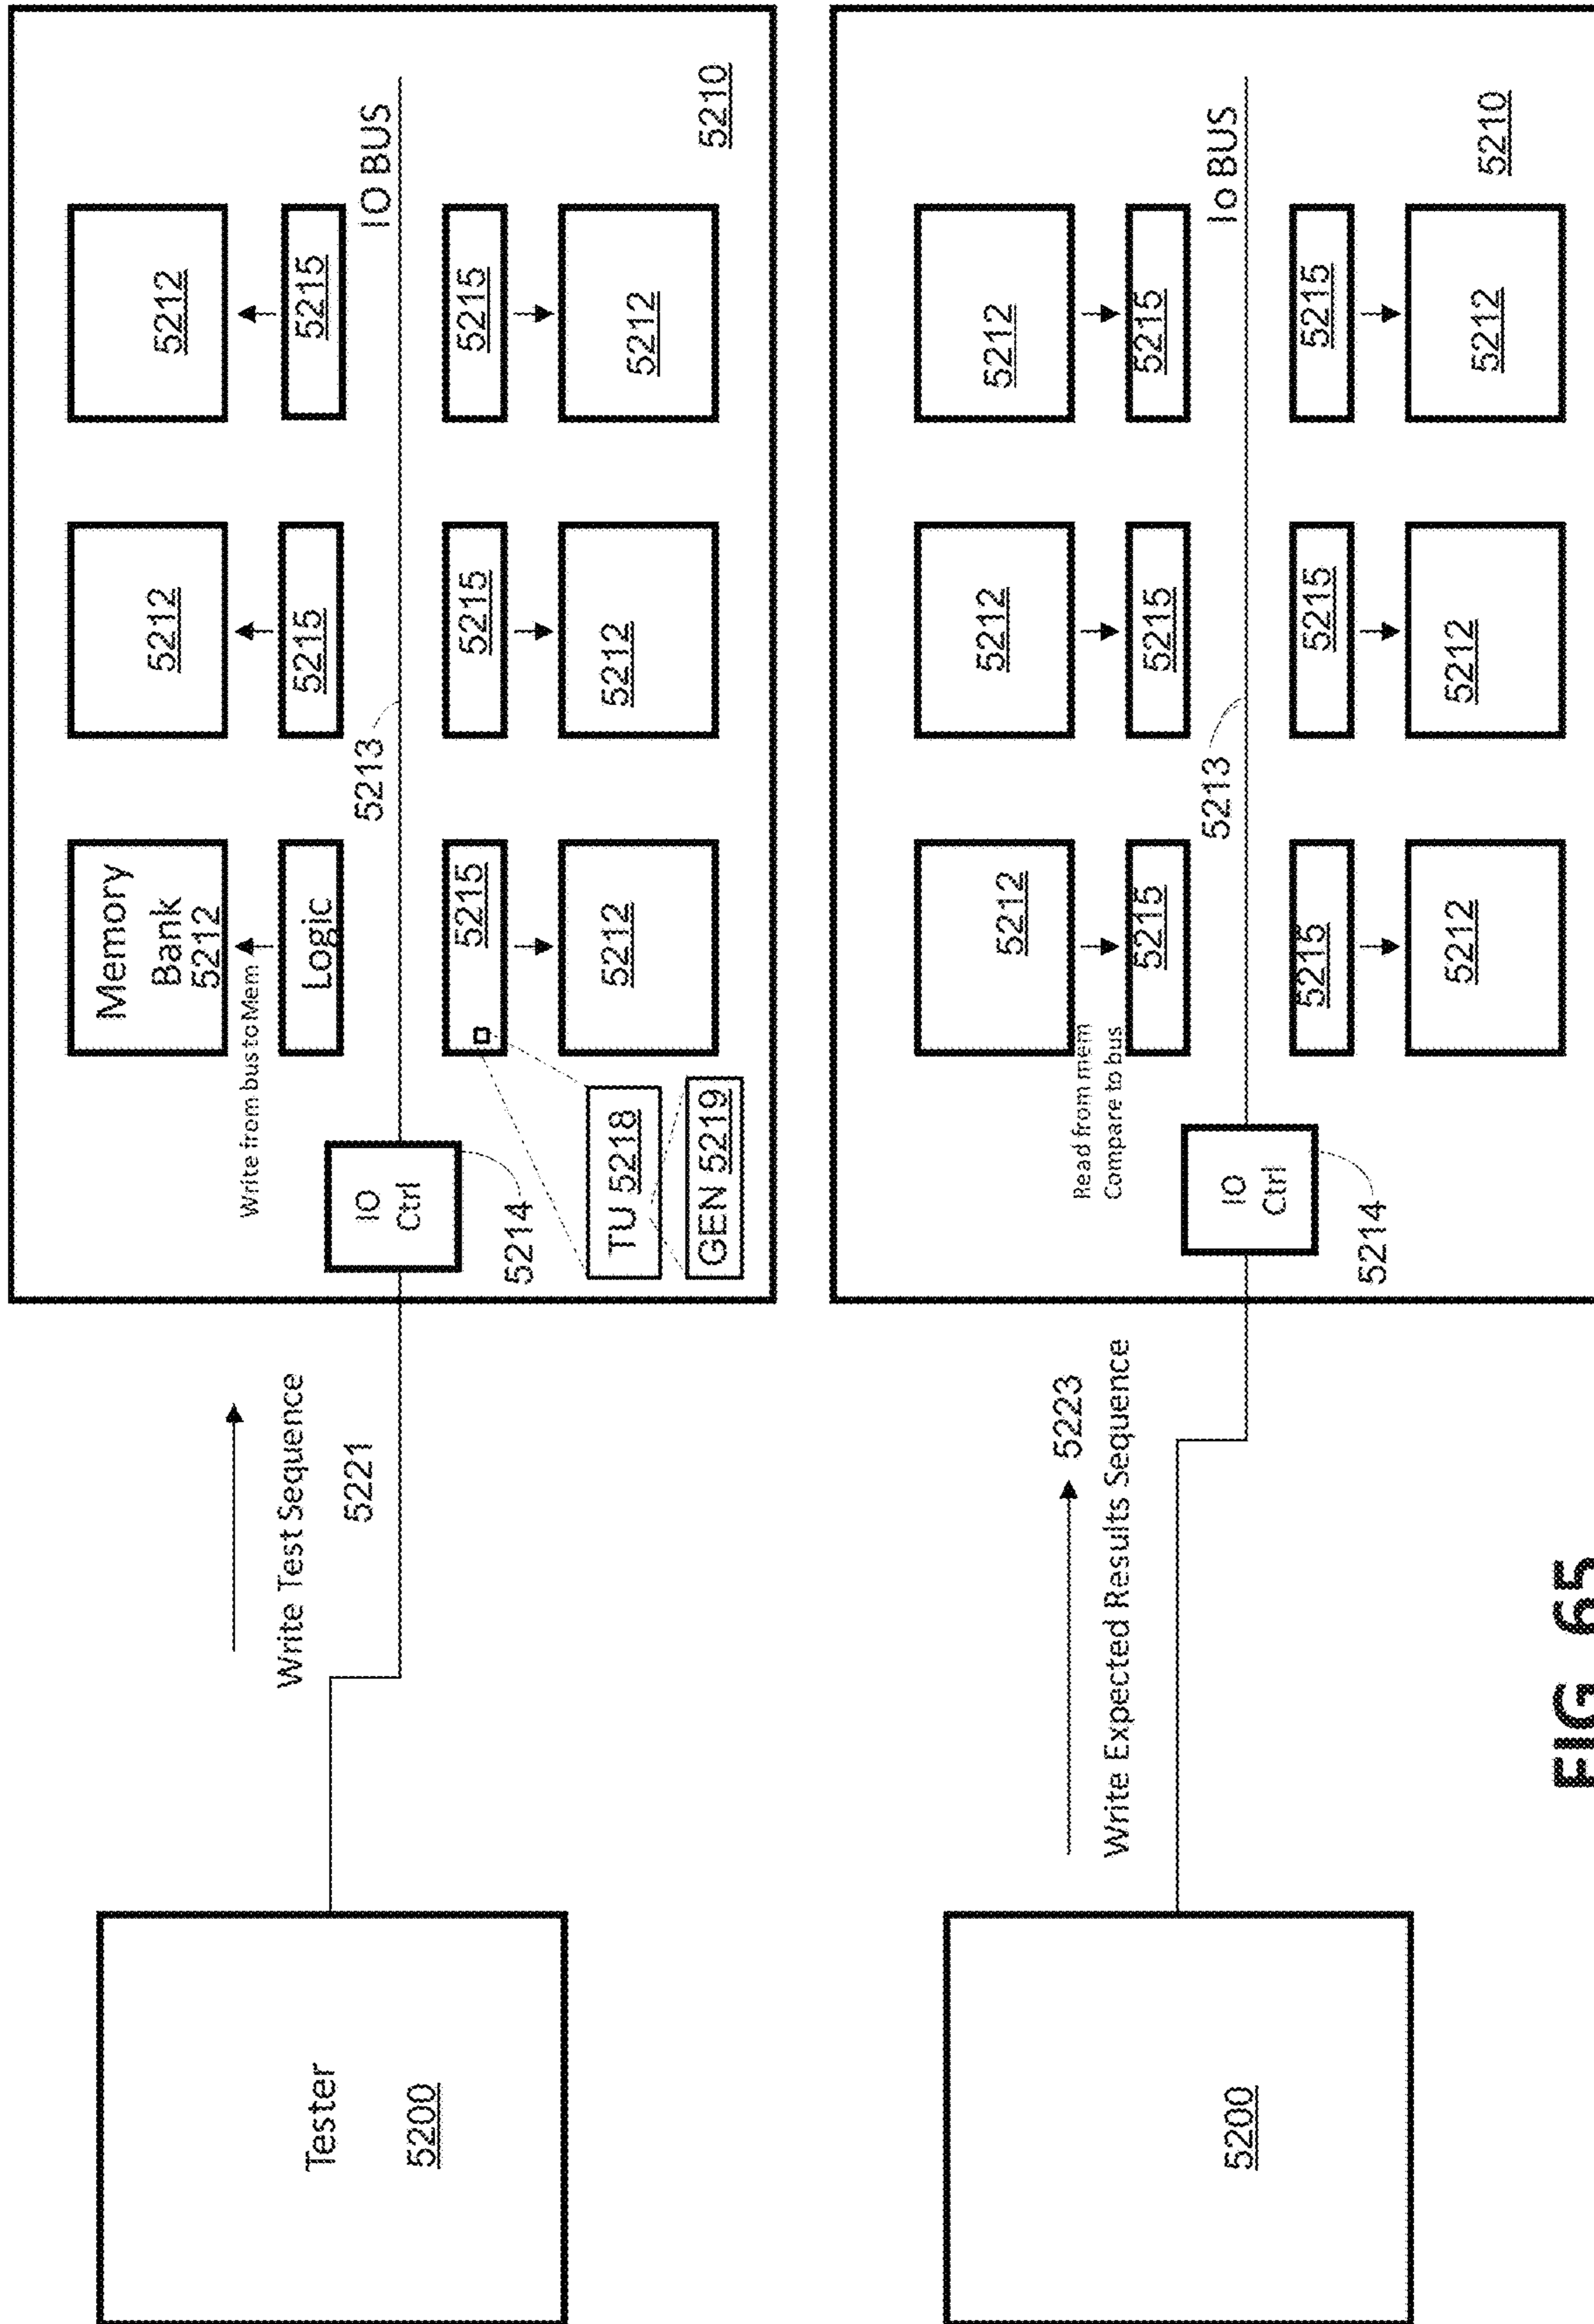 Memory
Bank
5212
5212
5212
Write from bus to Mem
Logic
5215
5215
Write Test Sequence
5221
Tester
5200
IO
Ctrl
5214
5213
IO BUS
5215
5215
5215
5212
5212
5212
TU 5218
GEN 5219
5210
5212
5212
5212
Read from mem
Compare to bus
5215
5215
5215
5223
Write Expected Results Sequence
5200
IO
Ctrl
5214
5213
Io BUS
5215
5215
5215
5212
5212
5212
5210
FIG 65